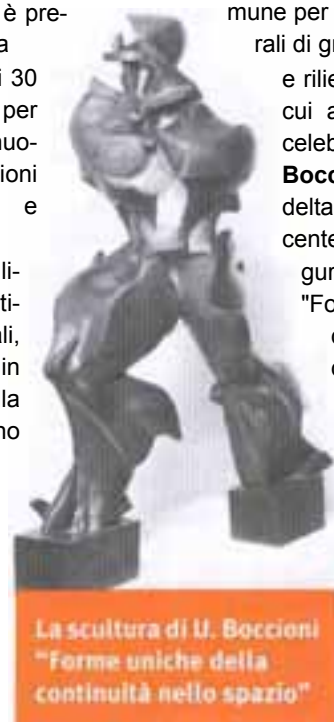 è pre-
a
i 30
per
nuo-
ioni
e
li-
ti-
ali,
in
la
no
mune per
rali di gr
e rilie
cui a
celeb
Bocc
delta
cente
gur
"Fo
La scultura di U. Boccioni
"Forme uniche della
continuità nello spazio"